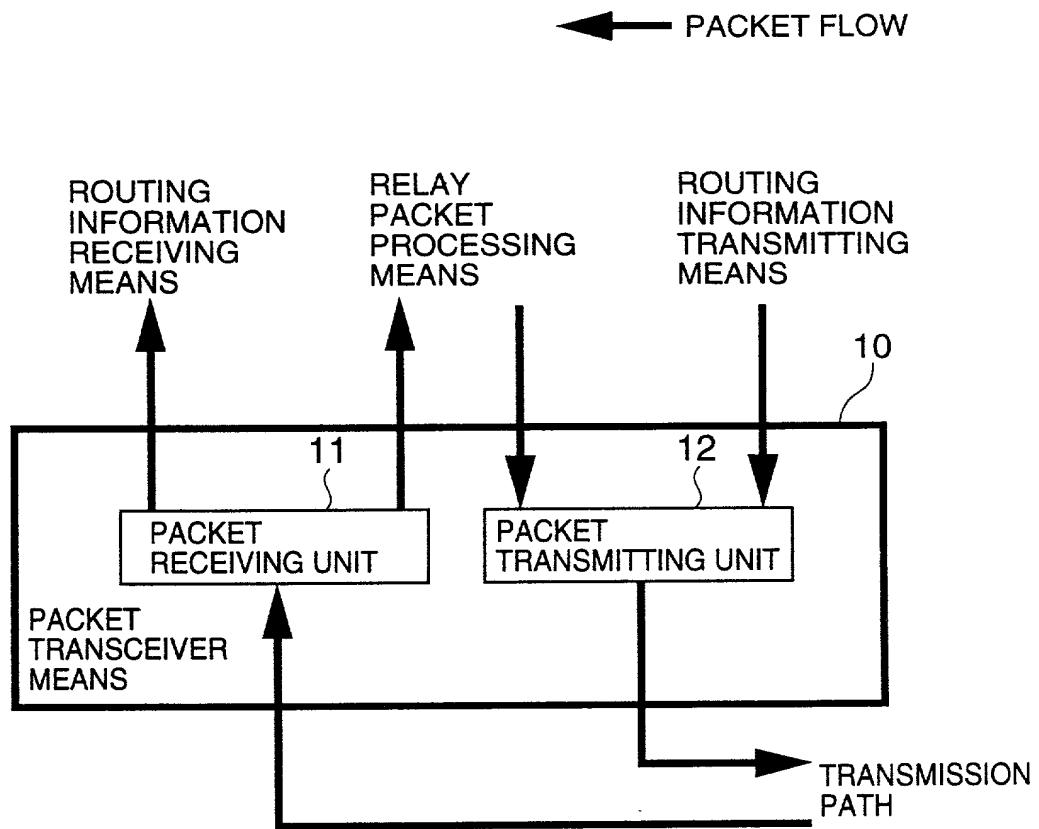 PACKET FLOW
ROUTING
INFORMATION
RECEIVING
MEANS
RELAY
PACKET
PROCESSING
MEANS
ROUTING
INFORMATION
TRANSMITTING
MEANS
10
11
12
PACKET
RECEIVING UNIT
PACKET
TRANSMITTING UNIT
PACKET
TRANSCEIVER
MEANS
TRANSMISSION
PATH